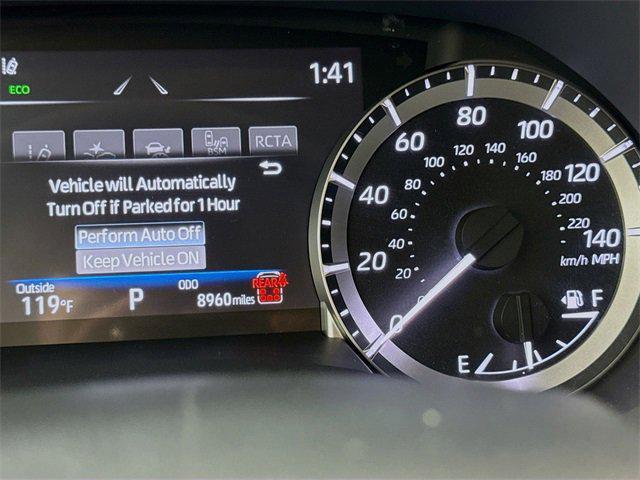 ECO
1:41
BSM
RCTA
Vehicle will Automatically
Turn Off if Parked for 1 Hour
Perform Auto Off
Keep Vehicle ON
Outside
119°F
P
ODO
8960 miles
REAR
0
20
40
60
80
100
120
140
km/h MPH
0
20
40
60
80
100
120
140
160
180
200
220
E
F